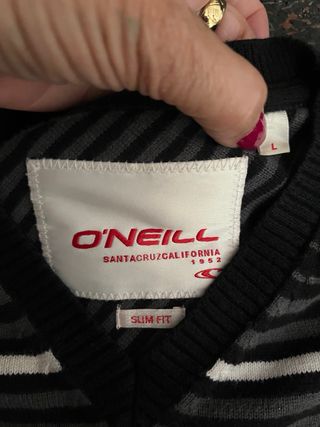 L
O'NEILL
SANTACRUZCALIFORNIA
1952
SLIM FIT